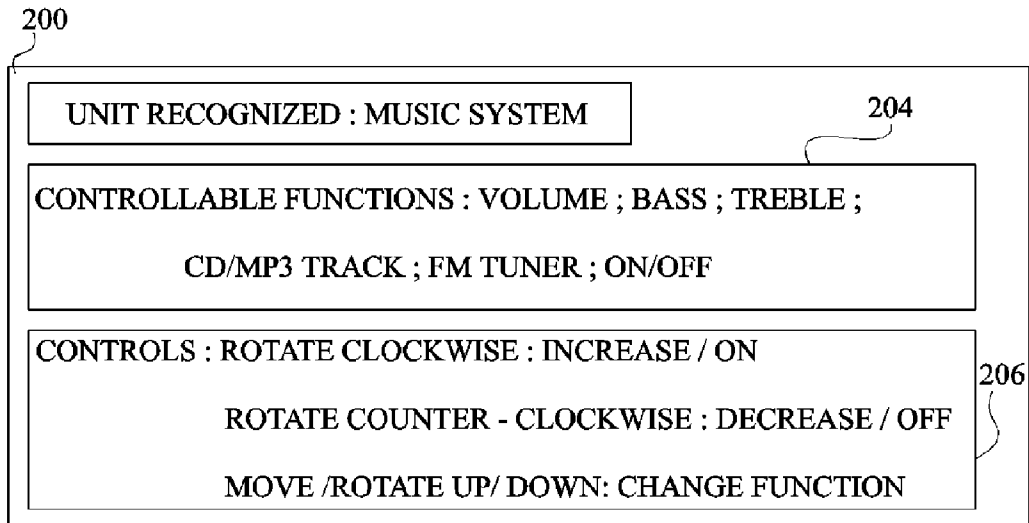 200
UNIT RECOGNIZED : MUSIC SYSTEM
204
CONTROLLABLE FUNCTIONS : VOLUME ; BASS ; TREBLE ;
CD/MP3 TRACK ; FM TUNER ; ON/OFF
CONTROLS : ROTATE CLOCKWISE : INCREASE / ON
206
ROTATE COUNTER - CLOCKWISE : DECREASE / OFF
MOVE /ROTATE UP/ DOWN: CHANGE FUNCTION